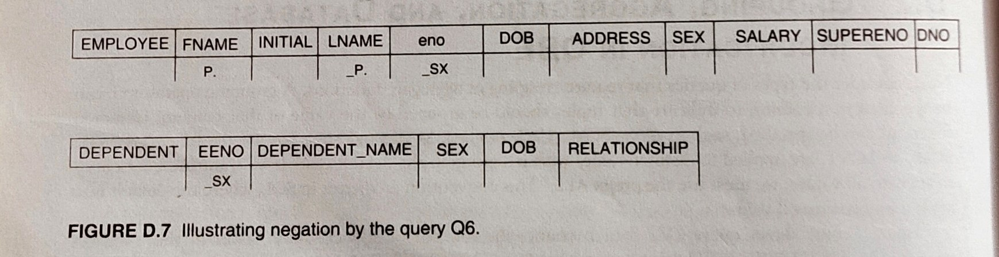 EMPLOYEE FNAME INITIAL LNAME eno DOB ADDRESS SEX SALARY SUPERENO DNO
P. _P. _SX
DEPENDENT EENO DEPENDENT_NAME SEX DOB RELATIONSHIP
_SX
FIGURE D.7 Illustrating negation by the query Q6.